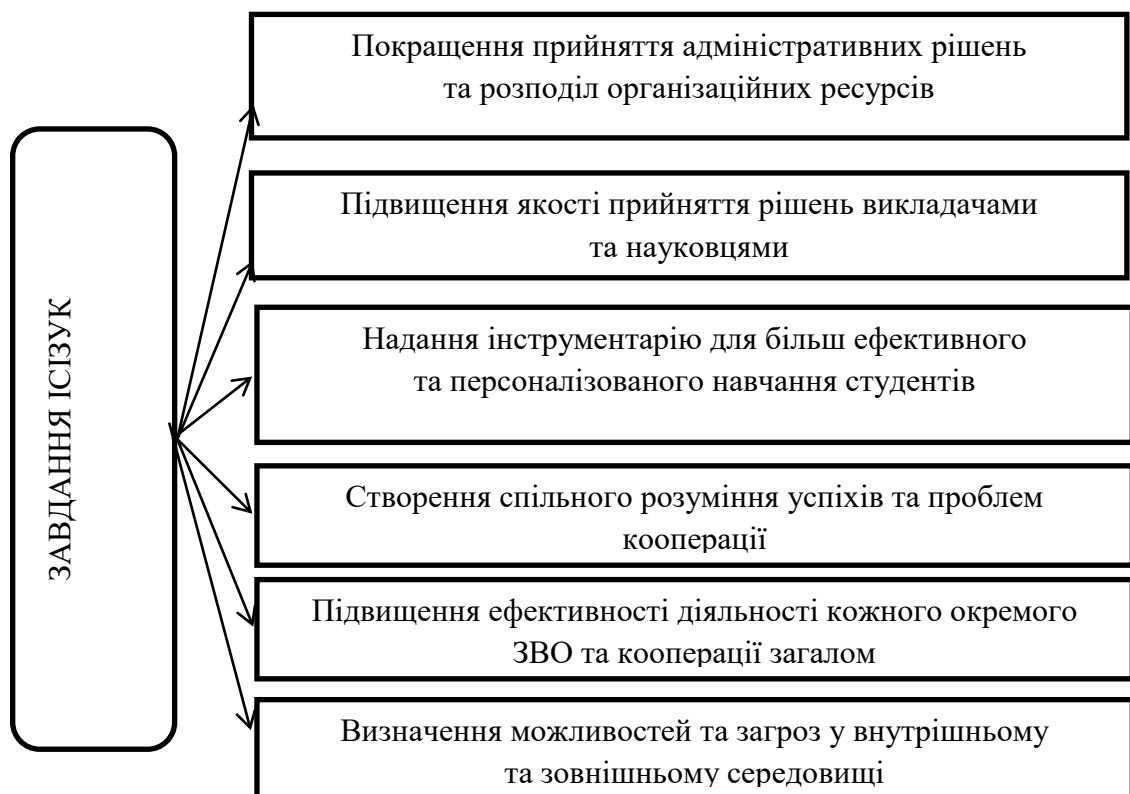 ЗАВДАННЯ ІСІЗУК
Покращення прийняття адміністративних рішень
та розподіл організаційних ресурсів
Підвищення якості прийняття рішень викладачами
та науковцями
Надання інструментарію для більш ефективного
та персоналізованого навчання студентів
Створення спільного розуміння успіхів та проблем
кооперації
Підвищення ефективності діяльності кожного окремого
ЗВО та кооперації загалом
Визначення можливостей та загроз у внутрішньому
та зовнішньому середовищі